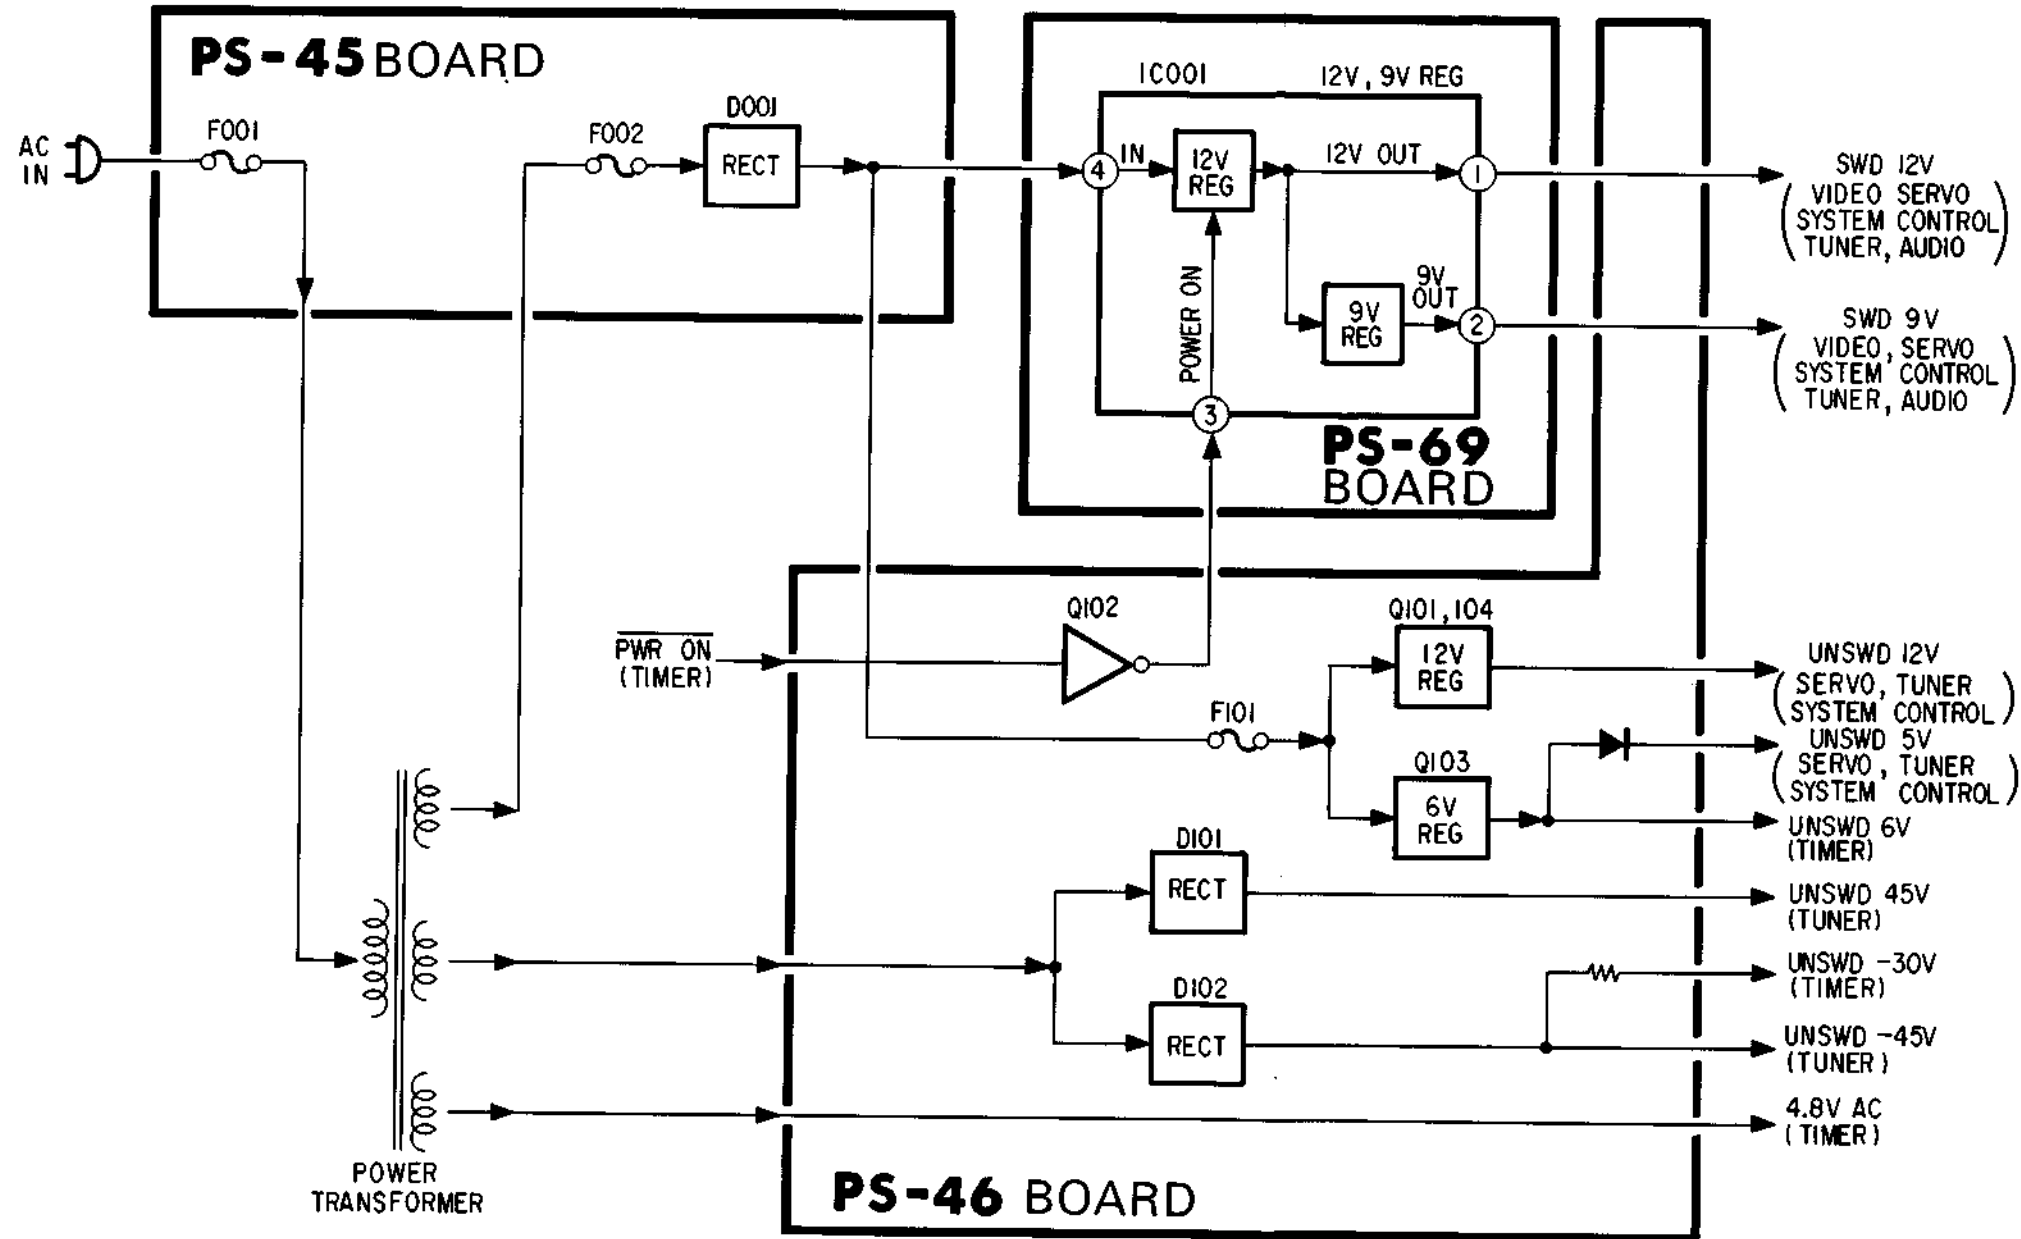 PS-45 BOARD
AC
IN
F001
F002
D001
RECT
IC001
12V, 9V REG
4
IN
12V
REG
12V OUT
1
POWER ON
9V
REG
9V
OUT
2
3
PS-69
BOARD
SWD 12V
VIDEO SERVO
SYSTEM CONTROL
TUNER, AUDIO
SWD 9V
VIDEO, SERVO
SYSTEM CONTROL
TUNER, AUDIO
PWR ON
(TIMER)
Q102
F101
Q101,104
12V
REG
Q103
6V
REG
UNSWD 12V
(SERVO, TUNER
SYSTEM CONTROL)
UNSWD 5V
(SERVO, TUNER
SYSTEM CONTROL)
UNSWD 6V
(TIMER)
D101
RECT
UNSWD 45V
(TUNER)
D102
RECT
UNSWD -30V
(TIMER)
UNSWD -45V
(TUNER)
4.8V AC
(TIMER)
POWER
TRANSFORMER
PS-46 BOARD